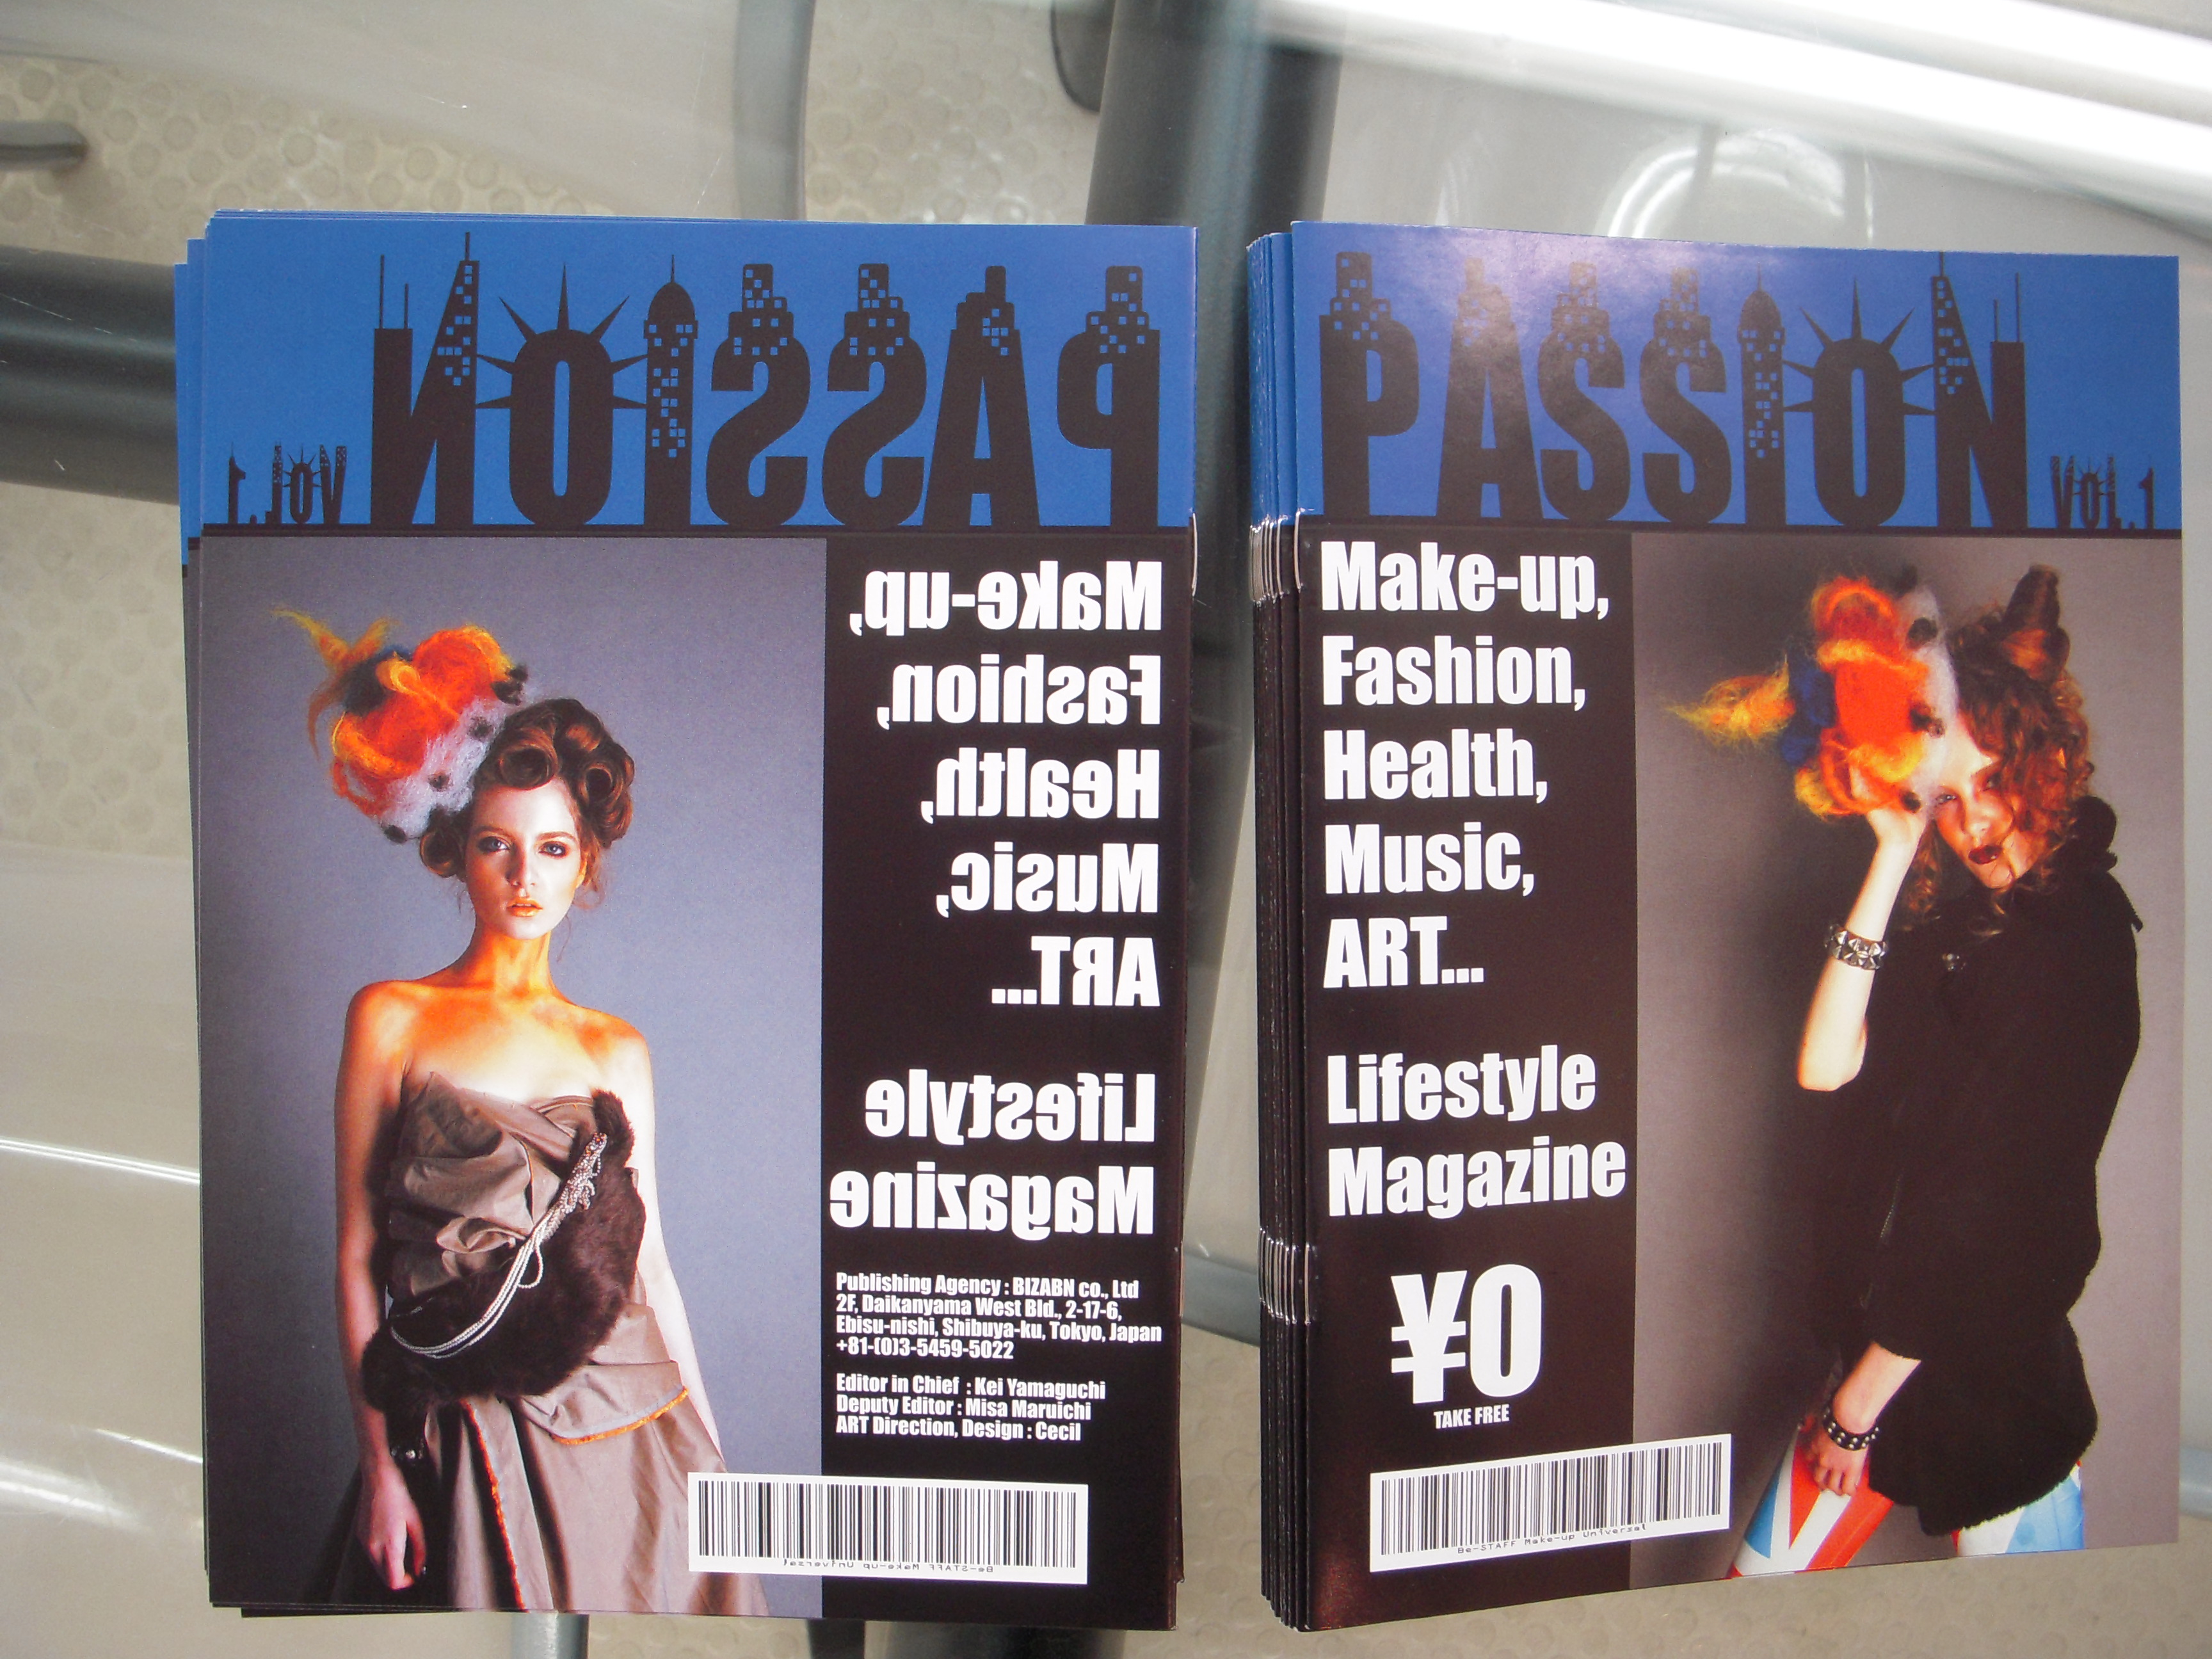 PASSION VOL.1
Make-up,
Fashion,
Health,
Music,
ART...
Lifestyle
Magazine
Publishing Agency : BIZABN co., Ltd
2F, Daikanyama West Bld., 2-17-6,
Ebisu-nishi, Shibuya-ku, Tokyo, Japan
+81-(0)3-5459-5022
Editor in Chief : Kei Yamaguchi
Deputy Editor : Misa Maruichi
ART Direction, Design : Cecil
Be-STAFF Make-up Universal
PASSION VOL.1
Make-up,
Fashion,
Health,
Music,
ART...
Lifestyle
Magazine
¥0
TAKE FREE
Be-STAFF Make-up Universal